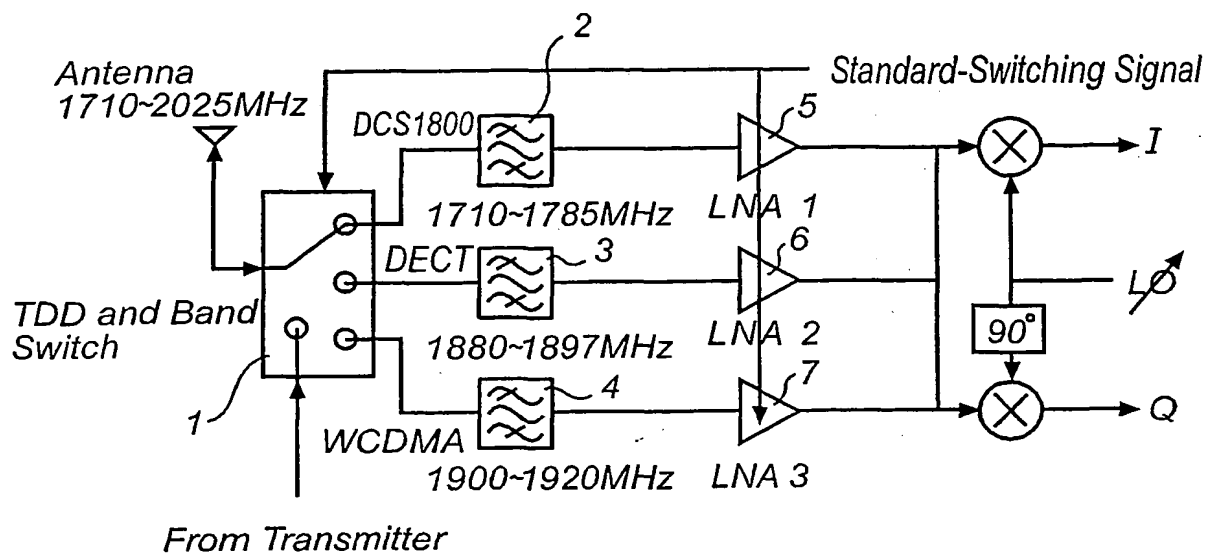 2
Antenna
1710~2025MHz
Standard-Switching Signal
5
DCS1800
I
1710~1785MHz
LNA 1
6
DECT
3
LO
TDD and Band
Switch
1880~1897MHz
LNA 2
90°
7
1
4
Q
WCDMA
1900~1920MHz
LNA 3
From Transmitter